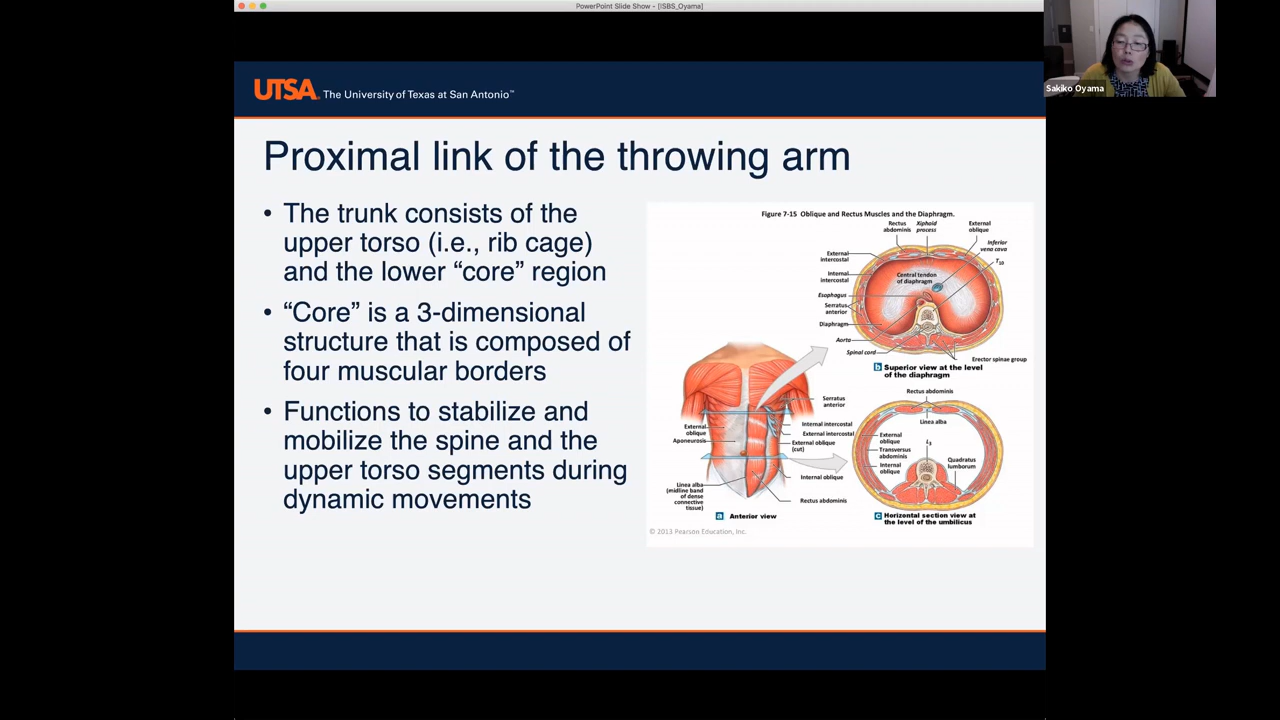 PowerPoint Slide Show - [ISBS_Oyama]
Sakiko Oyama
UTSA. The University of Texas at San Antonio™
Proximal link of the throwing arm
• The trunk consists of the
upper torso (i.e., rib cage)
and the lower “core” region
• “Core” is a 3-dimensional
structure that is composed of
four muscular borders
• Functions to stabilize and
mobilize the spine and the
upper torso segments during
dynamic movements
Figure 7-15 Oblique and Rectus Muscles and the Diaphragm.
Rectus
abdominis
Xiphoid
process
External
oblique
Inferior
vena cava
T10
External
intercostal
Internal
intercostal
Central tendon
of diaphragm
Esophagus
Serratus
anterior
Diaphragm
Aorta
Spinal cord
Erector spinae group
b Superior view at the level
of the diaphragm
Serratus
anterior
Internal intercostal
External intercostal
External oblique
(cut)
Internal oblique
Rectus abdominis
External
oblique
Aponeurosis
Linea alba
(midline band
of dense
connective
tissue)
a Anterior view
Rectus abdominis
Linea alba
External
oblique
Transversus
abdominis
Internal
oblique
L3
Quadratus
lumborum
c Horizontal section view at
the level of the umbilicus
© 2013 Pearson Education, Inc.